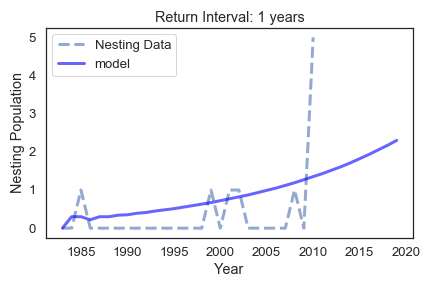 Return Interval: 1 years
Nesting Population
5
4
3
2
1
0
Nesting Data
model
1985 1990 1995 2000 2005 2010 2015 2020
Year